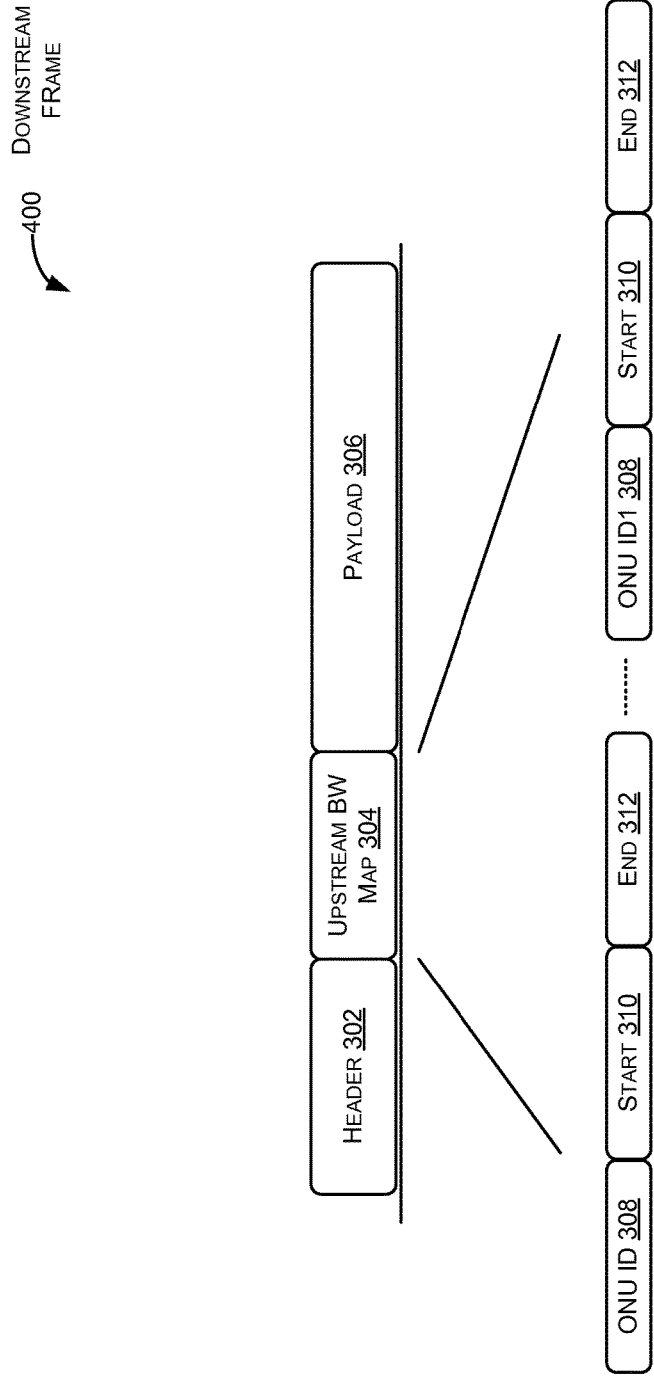 400 DOWNSTREAM
FRAME
HEADER 302
UPSTREAM BW
MAP 304
PAYLOAD 306
ONU ID 308
START 310
END 312
........
ONU ID1 308
START 310
END 312